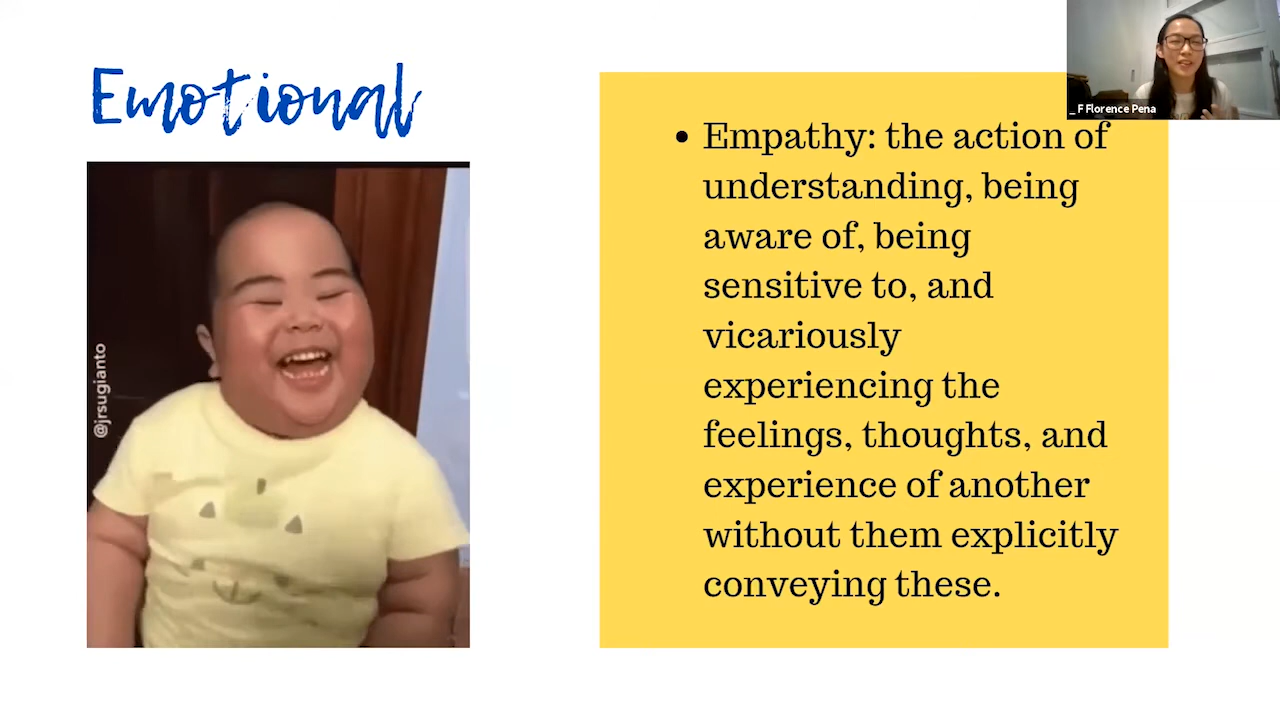 Emotional
@jrsugianto
_ F Florence Pena
• Empathy: the action of
understanding, being
aware of, being
sensitive to, and
vicariously
experiencing the
feelings, thoughts, and
experience of another
without them explicitly
conveying these.